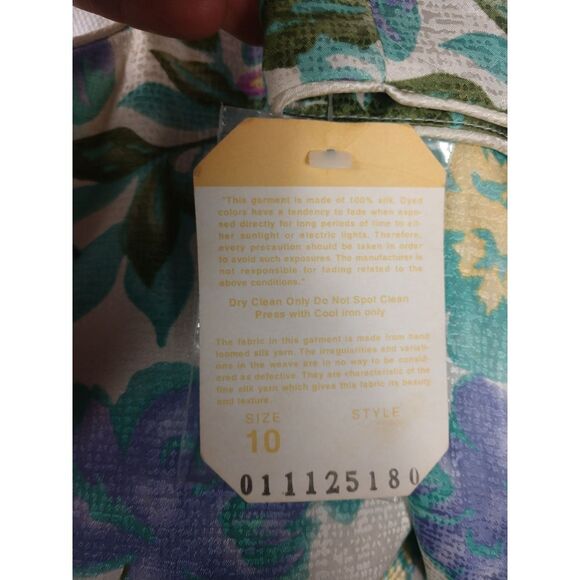 "This garment is made of 100% silk. Dyed
colors have a tendency to fade when expo-
sed directly for long periods of time to eit-
her sunlight or electric lights. Therefore,
every precaution should be taken in order
to avoid such exposures. The manufacturer is
not responsible for fading related to the
above conditions."
Dry Clean Only Do Not Spot Clean
Press with Cool iron only
The fabric in this garment is made from hand
loomed silk yarn. The irregularities and variati-
ons in the weave are in no way to be consid-
ered as defective. They are characteristic of the
fine silk yarn which gives this fabric its beauty
and texture.
SIZE STYLE
10
011125180